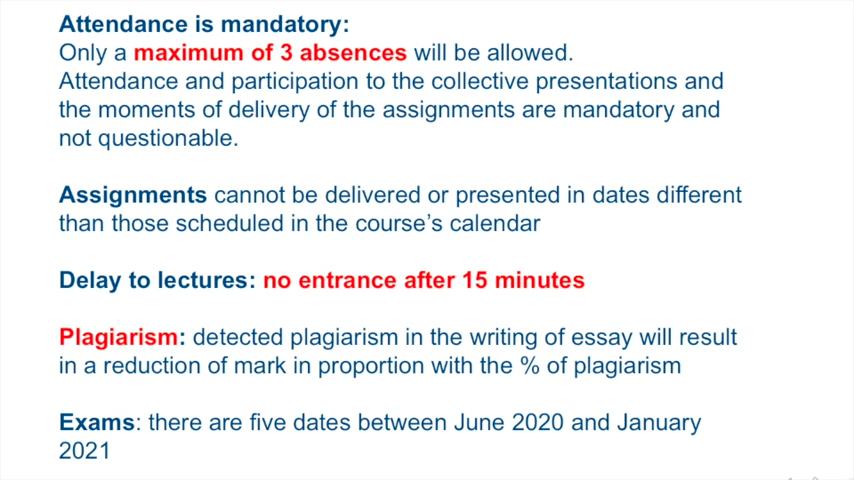 Attendance is mandatory:
Only a maximum of 3 absences will be allowed.
Attendance and participation to the collective presentations and
the moments of delivery of the assignments are mandatory and
not questionable.
Assignments cannot be delivered or presented in dates different
than those scheduled in the course's calendar
Delay to lectures: no entrance after 15 minutes
Plagiarism: detected plagiarism in the writing of essay will result
in a reduction of mark in proportion with the % of plagiarism
Exams: there are five dates between June 2020 and January
2021